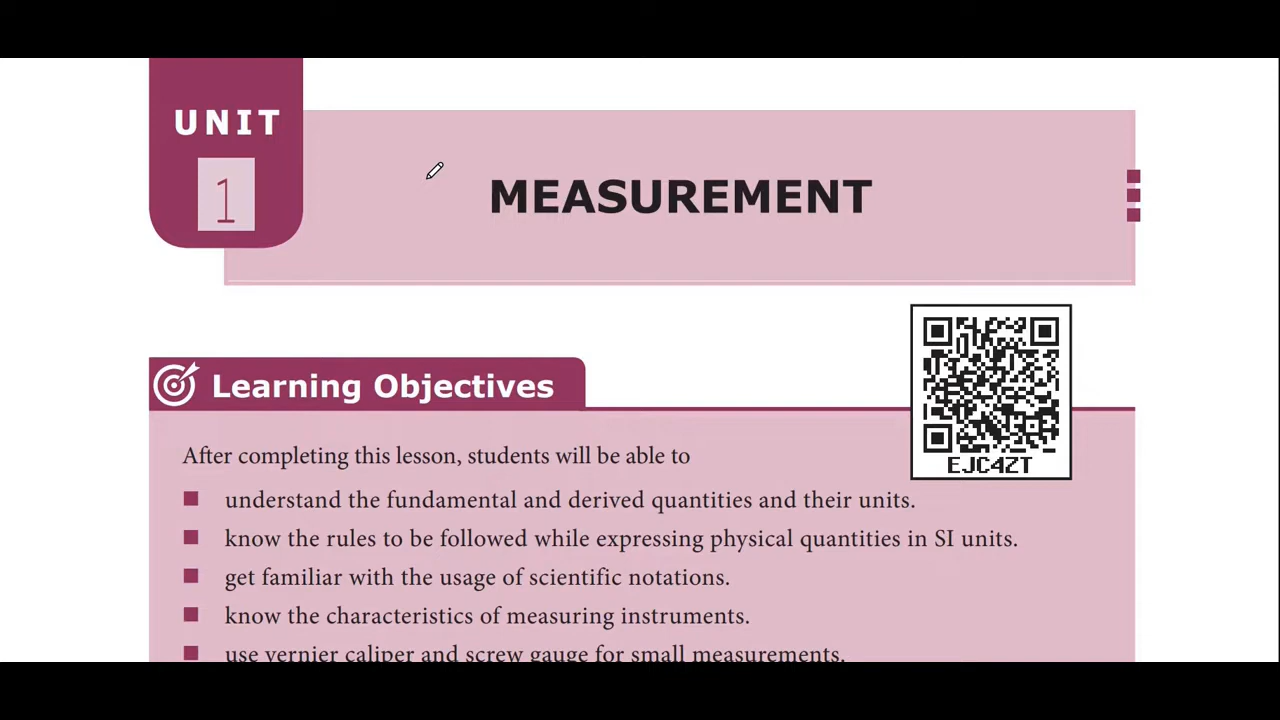 UNIT
1
MEASUREMENT
EJC4ZT
Learning Objectives
After completing this lesson, students will be able to
understand the fundamental and derived quantities and their units.
know the rules to be followed while expressing physical quantities in SI units.
get familiar with the usage of scientific notations.
know the characteristics of measuring instruments.
use vernier caliper and screw gauge for small measurements.